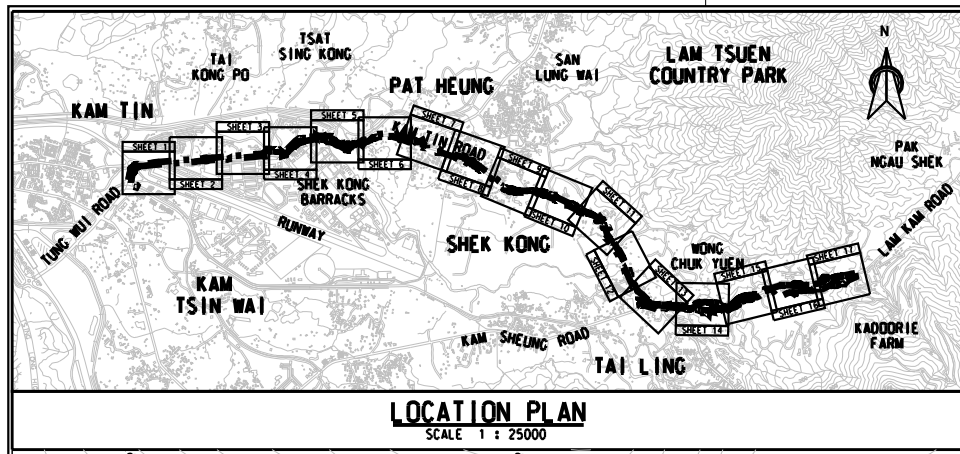 TSAT
SING KONG
TAI
KONG PO
SAN
LUNG WAI
LAM TSUEN
COUNTRY PARK
N
PAT HEUNG
KAM TIN
SHEET 1
SHEET 2
SHEET 3
SHEET 4
SHEET 5
SHEET 6
SHEET 7
KAM TIN ROAD
SHEET 8
SHEET 9
SHEET 10
PAK
NGAU SHEK
SHEK KONG
BARRACKS
TUNG WUI ROAD
RUNWAY
SHEK KONG
LAM KAM ROAD
WONG
CHUK YUEN
SHEET 12
SHEET 13
SHEET 14
SHEET 15
SHEET 16
SHEET 17
KAM
TSIN WAI
KAM SHEUNG ROAD
TAI LING
KADOORIE
FARM
LOCATION PLAN
SCALE 1 : 25000